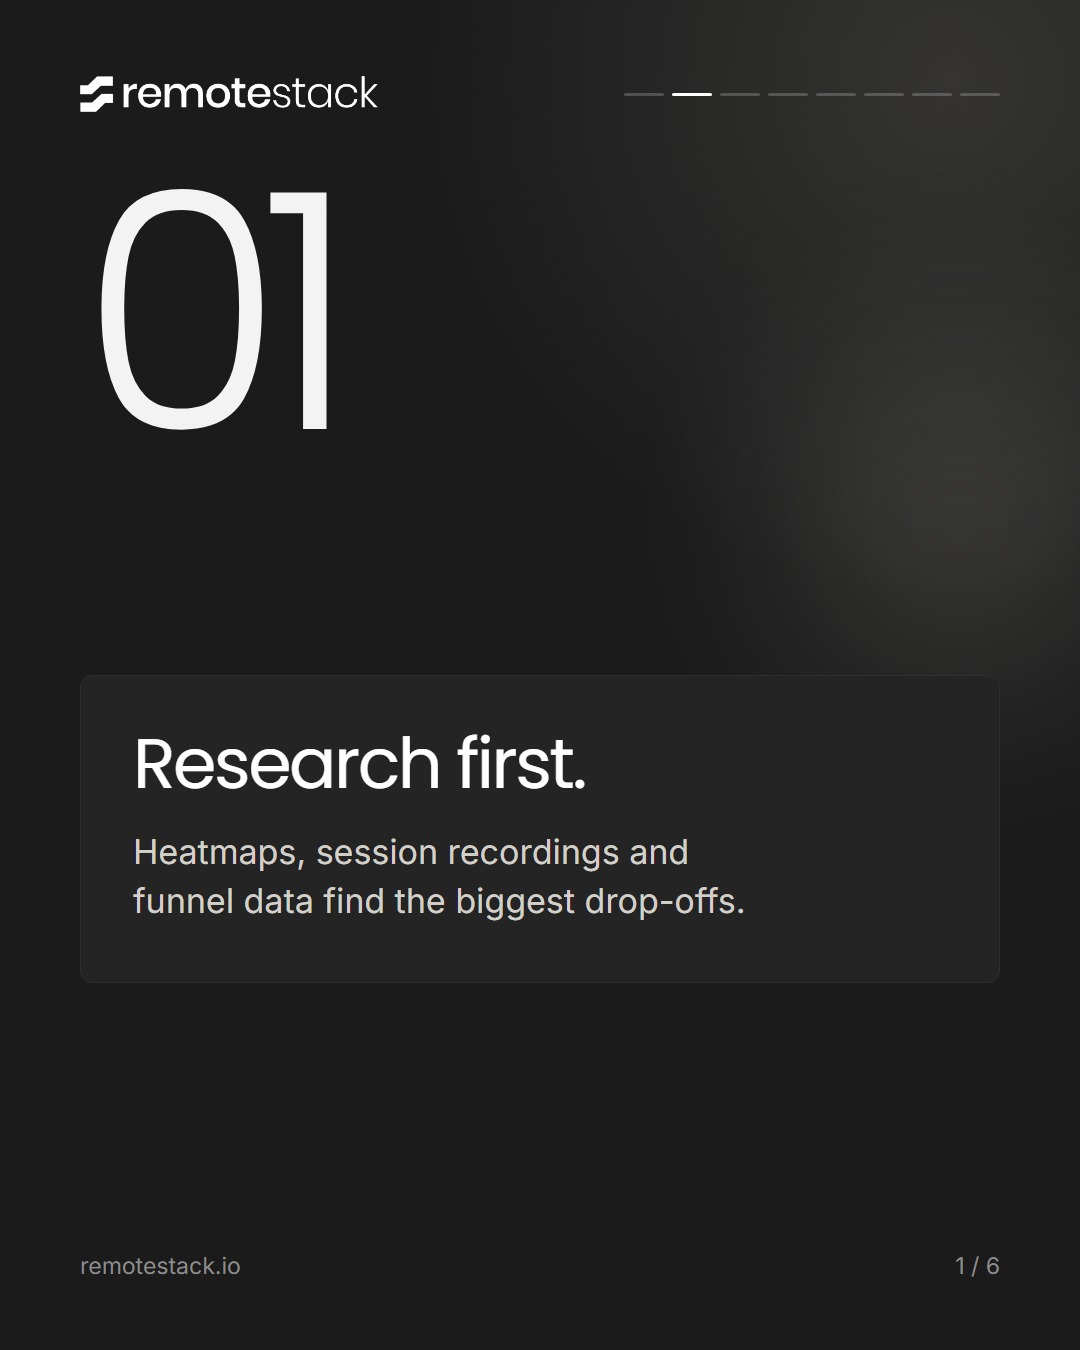 remotestack
01
Research first.
Heatmaps, session recordings and
funnel data find the biggest drop-offs.
remotestack.io
1 / 6